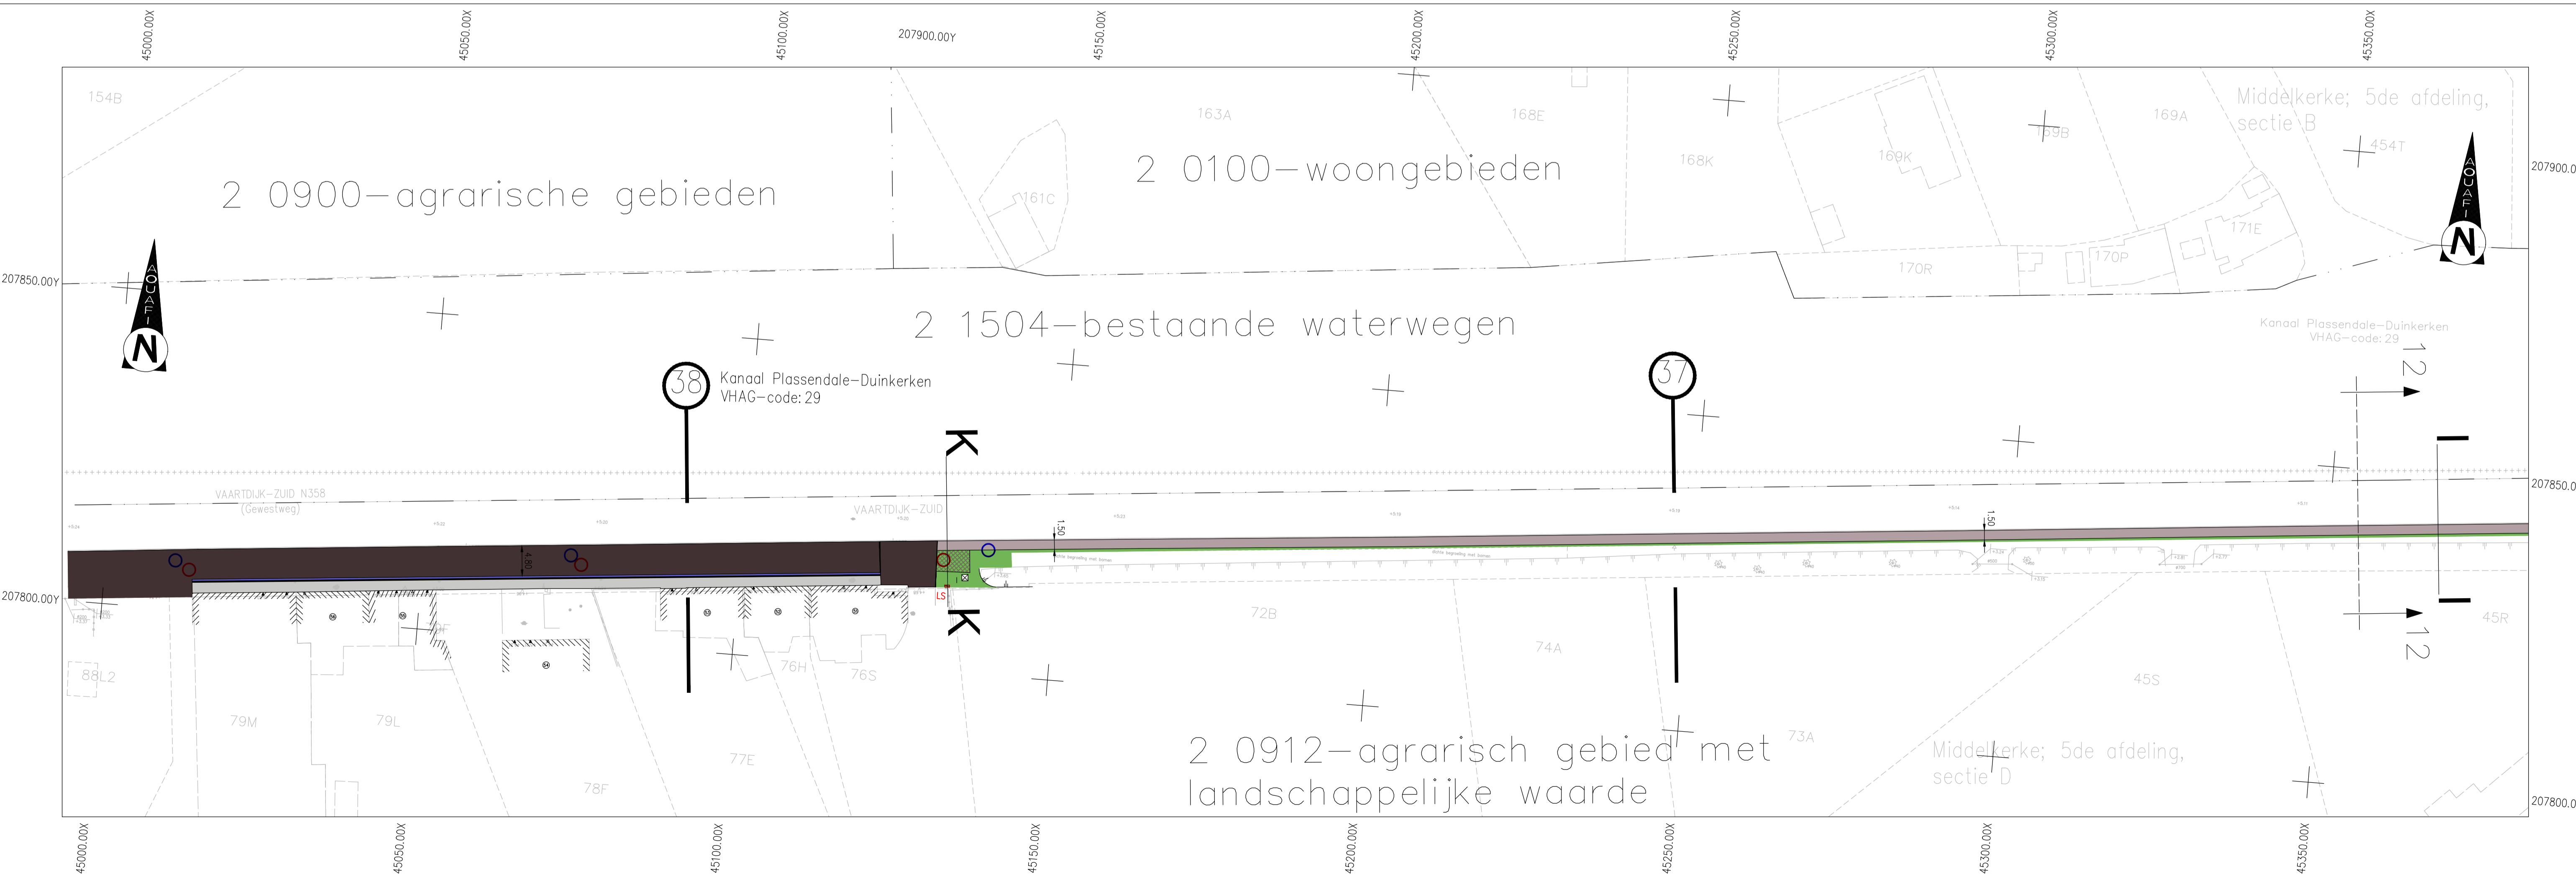 45000.00X
45050.00X
45100.00X
207900.00Y
45150.00X
45200.00X
45250.00X
45300.00X
45350.00X
154B
163A
168E
168K
169K
169B
169A
454T
Middelkerke; 5de afdeling,
sectie B
2 0900-agrarische gebieden
2 0100-woongebieden
161C
170R
170P
171E
207900.0
207850.00Y
AQUAFIN
AQUAFIN
2 1504-bestaande waterwegen
Kanaal Plassendale-Duinkerken
VHAG-code: 29
38
Kanaal Plassendale-Duinkerken
VHAG-code: 29
37
12
K
I
VAARTDIJK-ZUID N358
(Gewestweg)
VAARTDIJK-ZUID
207850.0
1.50
1.50
4.80
LS
K
I
12
207800.00Y
88L2
79M
79L
78F
77E
76H
76S
72B
74A
73A
45S
45R
2 0912-agrarisch gebied met
landschappelijke waarde
Middelkerke; 5de afdeling,
sectie D
207800.0
45000.00X
45050.00X
45100.00X
45150.00X
45200.00X
45250.00X
45300.00X
45350.00X